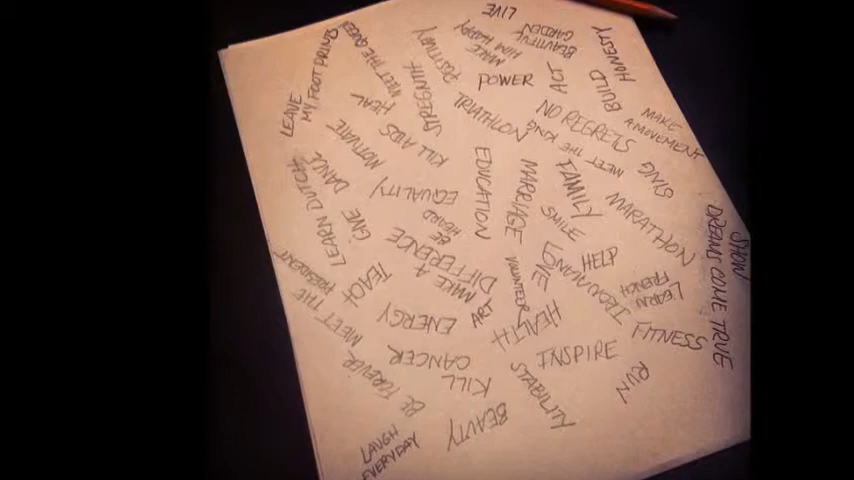 LIVE
BEAUTIFUL
GARDEN
MAKE
HIM HAPPY
HONESTY
POSITIVITY
MEET THE QUEEN
LEAVE
MY FOOT PRINTS
POWER
ACT
BUILD
HEAL
STRENGTH
TRIATHLON
NO REGRETS
MAKE
A MOVEMENT
MOTIVATE
KILL AIDS
MEET THE KING
SING
DANCE
EQUALITY
EDUCATION
MARRIAGE
FAMILY
SMILE
MARATHON
LEARN DUTCH
GIVE
BE
HEARD
MAKE A
DIFFERENCE
VOLUNTEER
LOVE
HELP
LEARN
FRENCH
SHOW
DREAMS COME TRUE
MEET THE
PRESIDENT
TEACH
ART
ENERGY
HEALTH
IRONMAN
FITNESS
KILL
CANCER
INSPIRE
STABILITY
RUN
BE FOREVER
BEAUTY
LAUGH
EVERYDAY